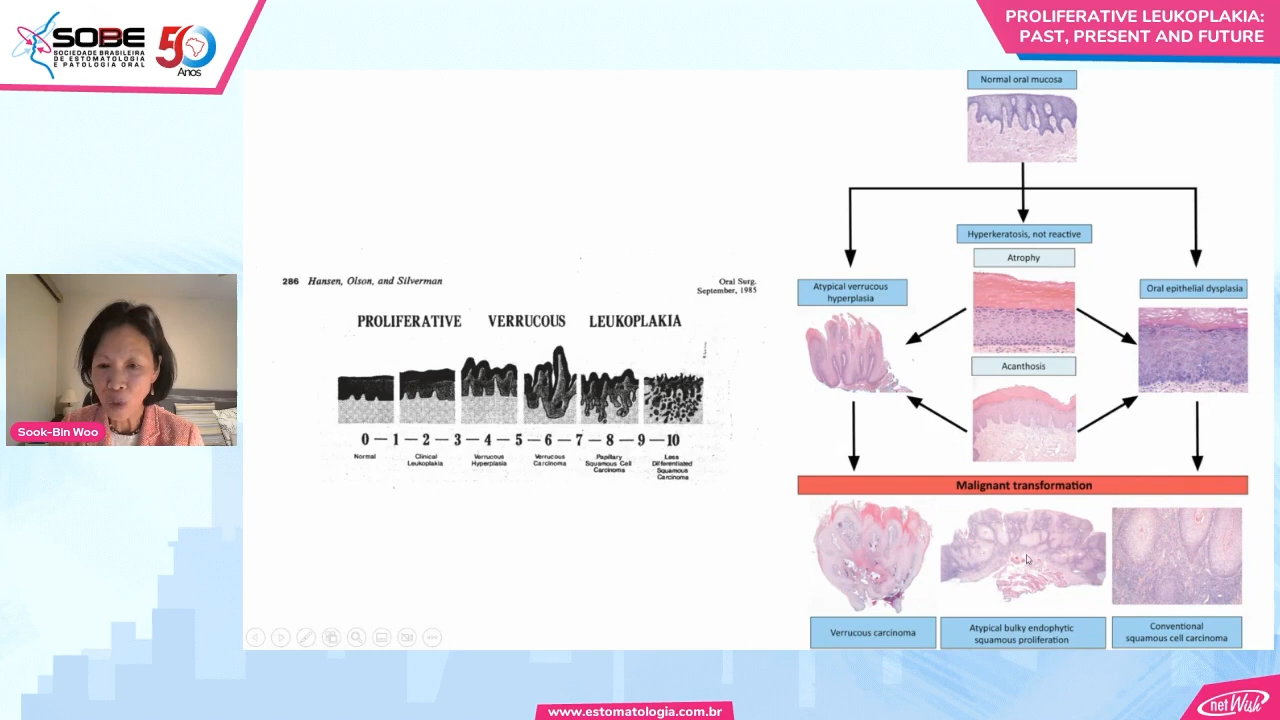 SOBE
SOCIEDADE BRASILEIRA
DE ESTOMATOLOGIA
E PATOLOGIA ORAL
50
Anos
PROLIFERATIVE LEUKOPLAKIA:
PAST, PRESENT AND FUTURE
Normal oral mucosa
Hyperkeratosis, not reactive
Atrophy
Atypical verrucous
hyperplasia
Oral epithelial dysplasia
Acanthosis
Malignant transformation
Verrucous carcinoma
Atypical bulky endophytic
squamous proliferation
Conventional
squamous cell carcinoma
286 Hansen, Olson, and Silverman
Oral Surg.
September, 1985
PROLIFERATIVE VERRUCOUS LEUKOPLAKIA
0 — 1 — 2 — 3 — 4 — 5 — 6 — 7 — 8 — 9 — 10
Normal
Clinical
Leukoplakia
Verrucous
Hyperplasia
Verrucous
Carcinoma
Papillary
Squamous Cell
Carcinoma
Less
Differentiated
Squamous
Carcinoma
Sook-Bin Woo
www.estomatologia.com.br
netWish